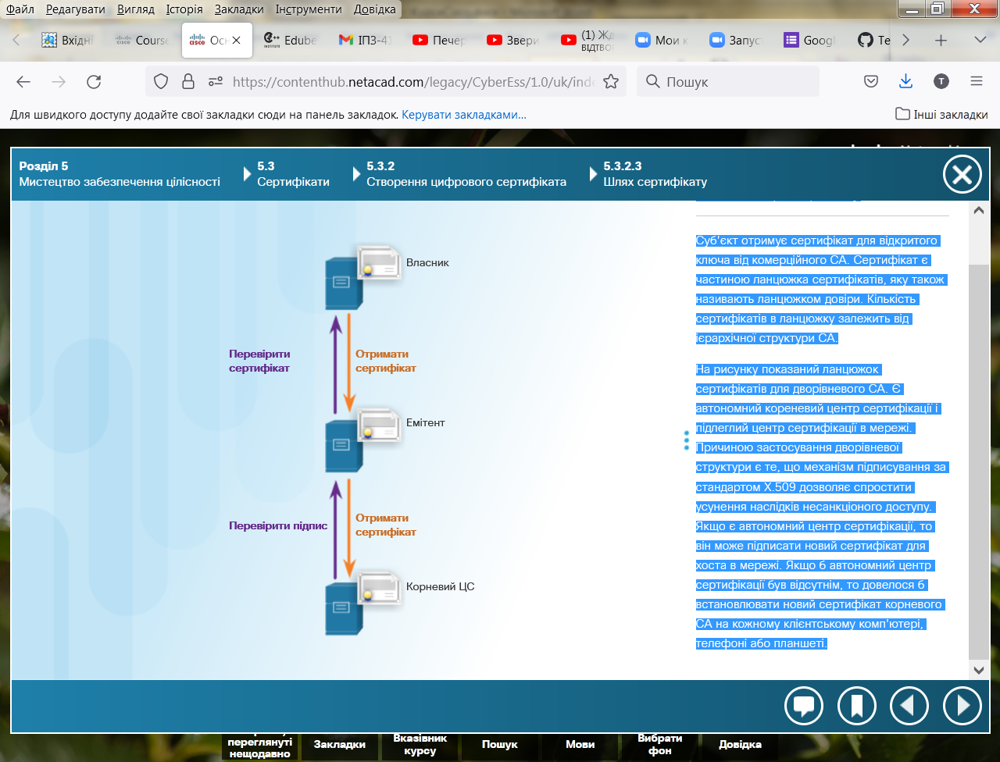 Файл Редагувати Вигляд Історія Закладки Інструменти Довідка
Вхідні
Course
Осн
Edube
ІПЗ-41
Печер
Звери
(1) Жд
відтвор
Мои к
Запус
Googl
Те
https://contenthub.netacad.com/legacy/CyberEss/1.0/uk/inde
Пошук
Для швидкого доступу додайте свої закладки сюди на панель закладок. Керувати закладками...
Інші закладки
Розділ 5
Мистецтво забезпечення цілісності
5.3
Сертифікати
5.3.2
Створення цифрового сертифіката
5.3.2.3
Шлях сертифікату
Власник
Перевірити
сертифікат
Отримати
сертифікат
Емітент
Перевірити підпис
Отримати
сертифікат
Корневий ЦС
Суб'єкт отримує сертифікат для відкритого
ключа від комерційного СА. Сертифікат є
частиною ланцюжка сертифікатів, яку також
називають ланцюжком довіри. Кількість
сертифікатів в ланцюжку залежить від
ієрархічної структури СА.
На рисунку показаний ланцюжок
сертифікатів для дворівневого СА. Є
автономний кореневий центр сертифікації і
підлеглий центр сертифікації в мережі.
Причиною застосування дворівневої
структури є те, що механізм підписування за
стандартом X.509 дозволяє спростити
усунення наслідків несанкціоного доступу.
Якщо є автономний центр сертифікації, то
він може підписати новий сертифікат для
хоста в мережі. Якщо б автономний центр
сертифікації був відсутнім, то довелося б
встановлювати новий сертифікат корневого
СА на кожному клієнтському комп'ютері,
телефоні або планшеті.
переглянуті
нещодавно
Закладки
Вказівник
курсу
Пошук
Мови
Вибрати
фон
Довідка